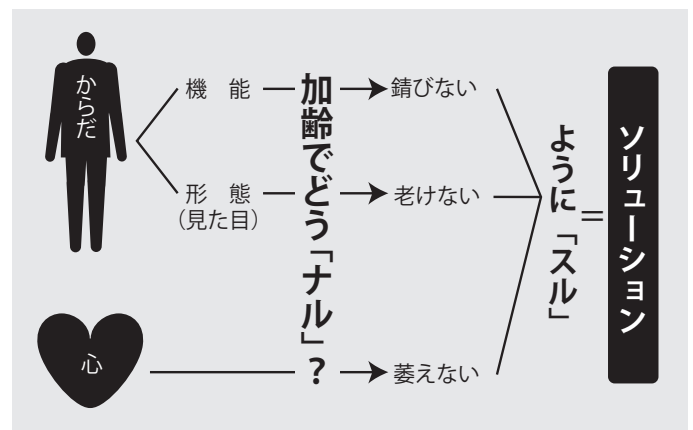 からだ
機　能
形　態
（見た目）
心
加齢でどう「ナル」？
錆びない
老けない
萎えない
ように「スル」
＝
ソリューション